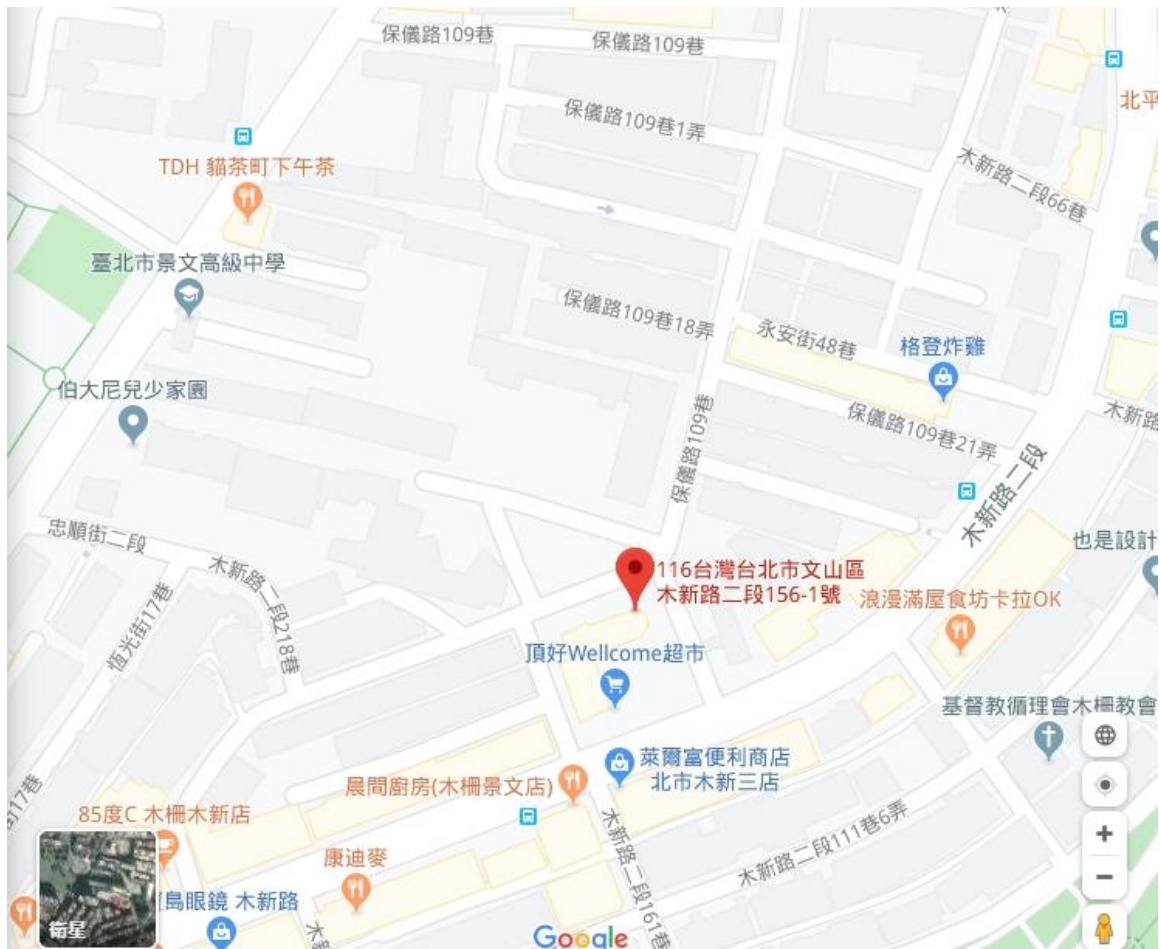 保儀路109巷
保儀路109巷
北平
保儀路109巷1弄
TDH 貓茶町下午茶
木新路二段66巷
臺北市景文高級中學
保儀路109巷18弄
永安街48巷
格登炸雞
伯大尼兒少家園
保儀路109巷
保儀路109巷21弄
木新路
木新路二段
忠順街二段
也是設計
木新路二段218巷
116台灣台北市文山區
木新路二段156-1號
浪漫滿屋食坊卡拉OK
恆光街17巷
頂好Wellcome超市
基督教循理會木柵教會
萊爾富便利商店
北市木新三店
晨間廚房(木柵景文店)
街17巷
85度C 木柵木新店
木新路二段111巷6弄
康迪麥
木新路二段161巷
島眼鏡 木新路
衛星
Google